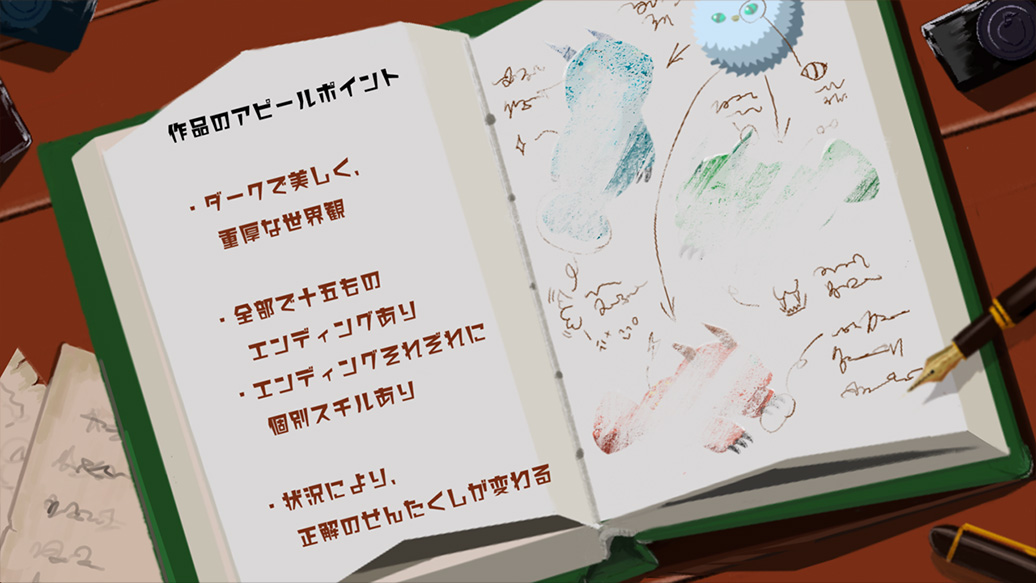 作品のアピールポイント
・ダークで美しく、
重厚な世界観
・全部で十五もの
エンディングあり
・エンディングそれぞれに
個別スキルあり
・状況により、
正解のせんたくしが変わる